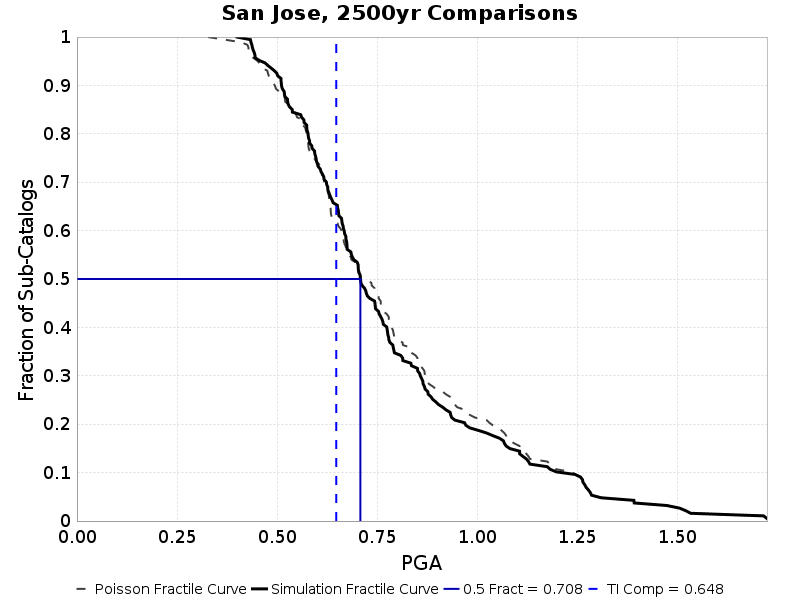 San Jose, 2500yr Comparisons
1
0.9
0.8
0.7
0.6
0.5
0.4
0.3
0.2
0.1
0
Fraction of Sub-Catalogs
0.00 0.25 0.50 0.75 1.00 1.25 1.50
PGA
Poisson Fractile Curve Simulation Fractile Curve 0.5 Fract = 0.708 TI Comp = 0.648